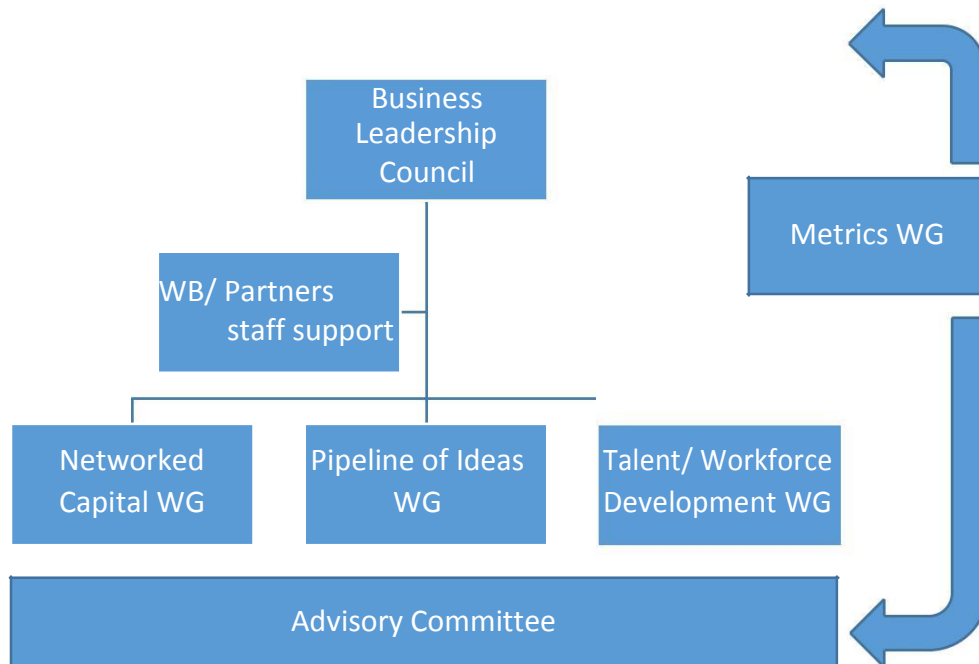 Business
Leadership
Council
Metrics WG
WB/ Partners
staff support
Networked
Capital WG
Pipeline of Ideas
WG
Talent/ Workforce
Development WG
Advisory Committee